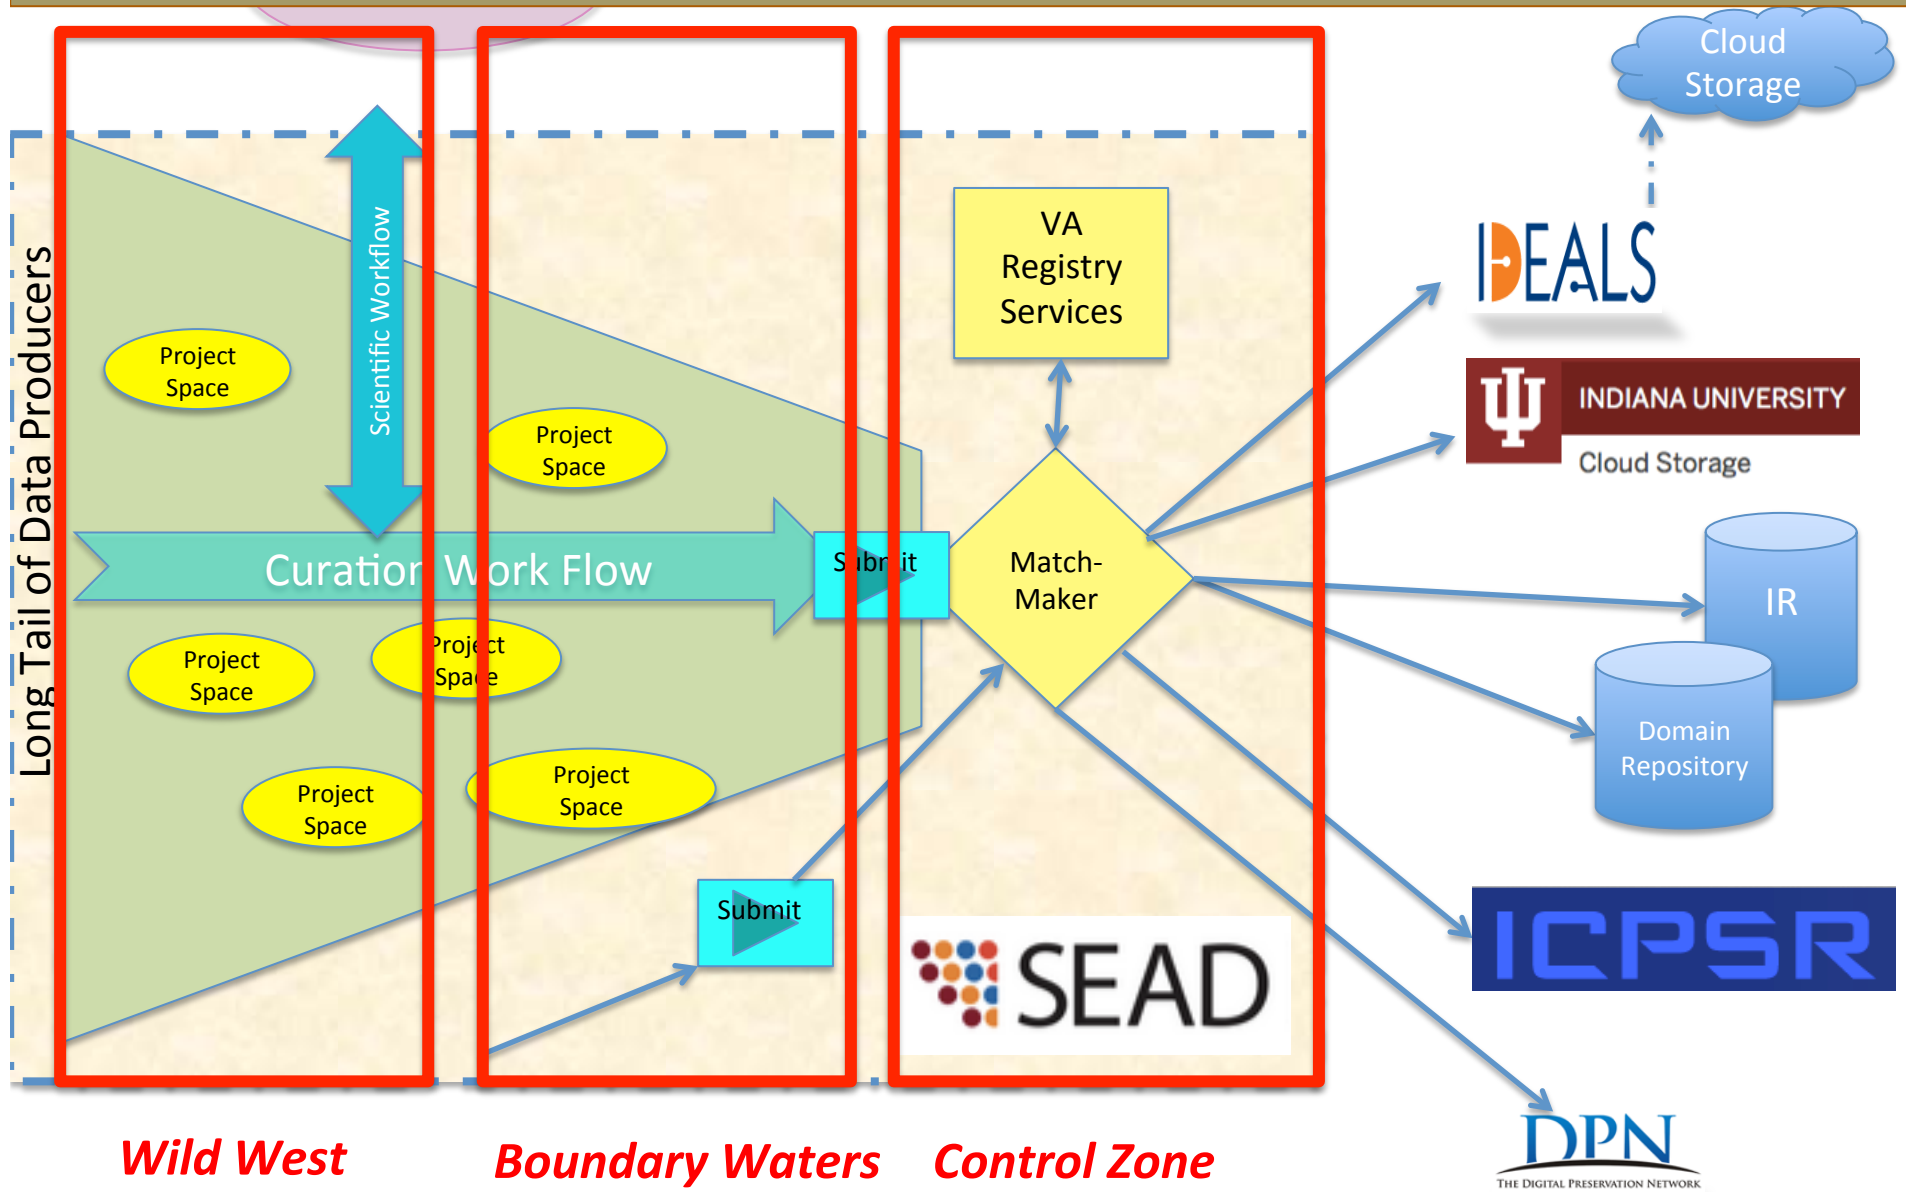 Cloud
Storage
Long Tail of Data Producers
Scientific Workflow
VA
Registry
Services
IDEALS
Project
Space
INDIANA UNIVERSITY
Cloud Storage
Project
Space
Curation Work Flow
Submit
Match-
Maker
IR
Project
Space
Project
Space
Domain
Repository
Project
Space
Project
Space
Submit
SEAD
ICPSR
DPN
THE DIGITAL PRESERVATION NETWORK
Wild West
Boundary Waters
Control Zone